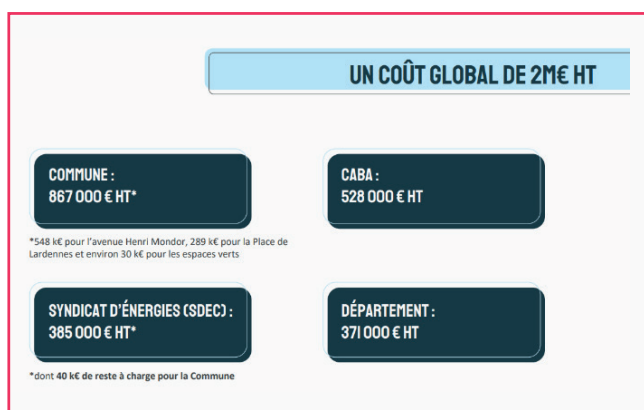 UN COÛT GLOBAL DE 2M€ HT
COMMUNE :
867 000 € HT*
CABA :
528 000 € HT
*548 k€ pour l'avenue Henri Mondor, 289 k€ pour la Place de
Lardennes et environ 30 k€ pour les espaces verts
SYNDICAT D'ÉNERGIES (SDEC) :
385 000 € HT*
DÉPARTEMENT :
371 000 € HT
*dont 40 k€ de reste à charge pour la Commune